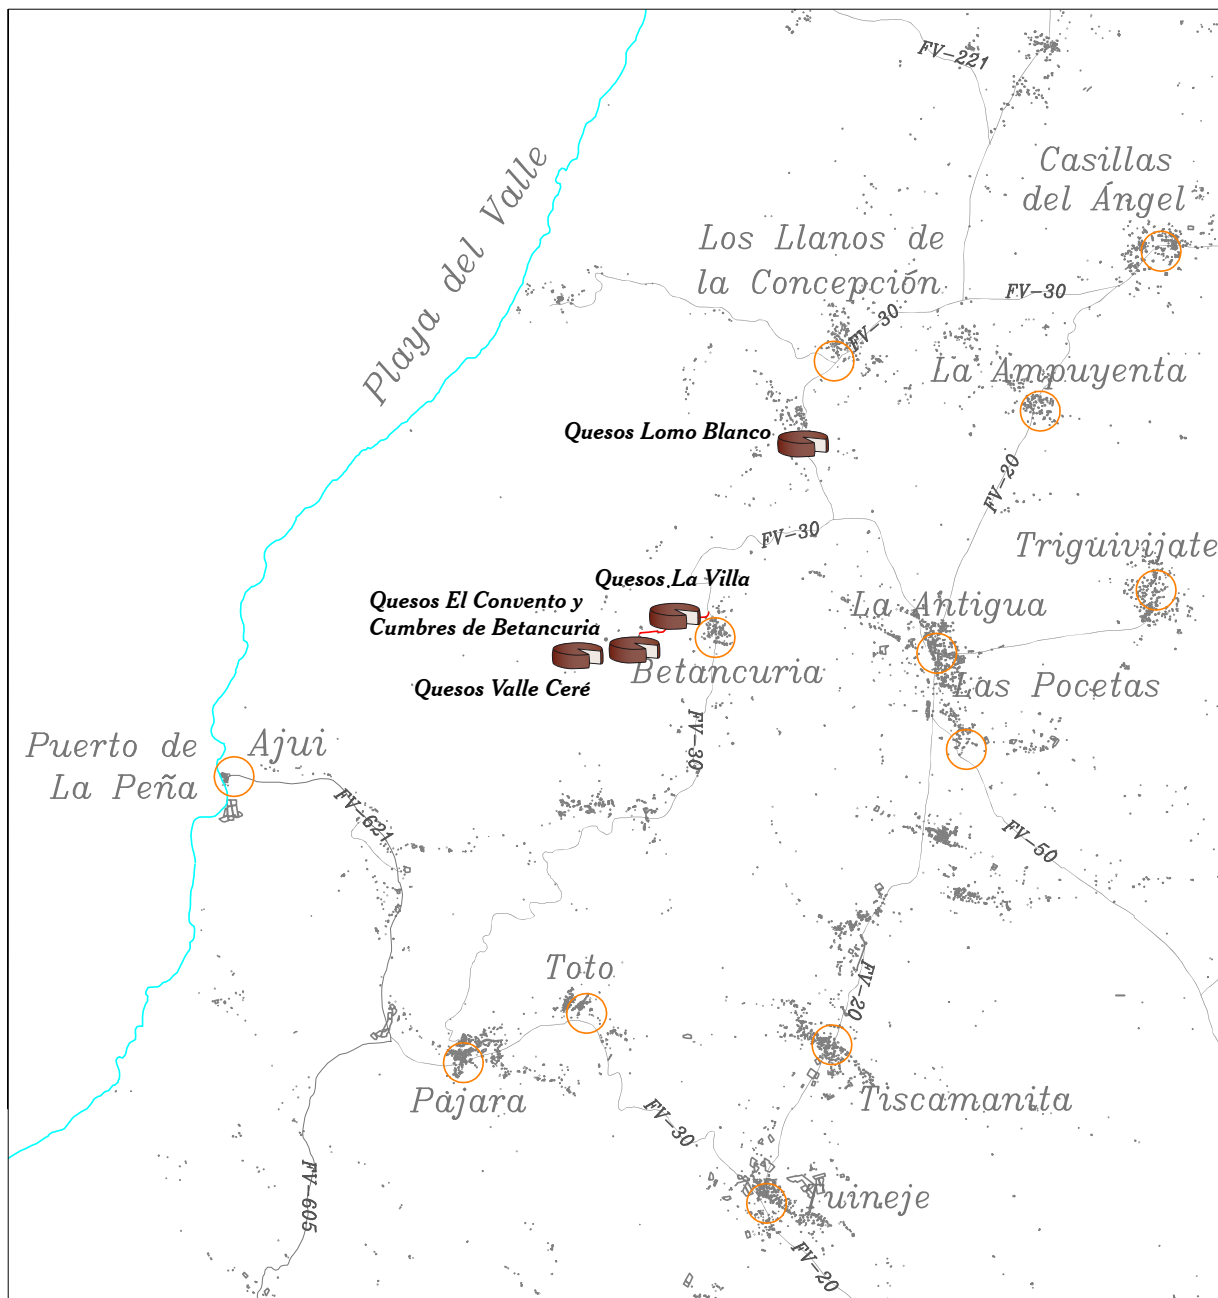 FV-221
Casillas
del Ángel
Playa del Valle
Los Llanos de
la Concepción
FV-30
FV-30
La Ampuyenta
Quesos Lomo Blanco
FV-20
FV-30
Triguivijate
Quesos La Villa
Quesos El Convento y
Cumbres de Betancuria
La Antigua
Betancuria
Quesos Valle Ceré
Las Pocetas
FV-30
Puerto de
La Peña
Ajui
FV-621
FV-50
Toto
FV-20
Pàjara
Tiscamanita
FV-30
FV-605
Tuineje
FV-20